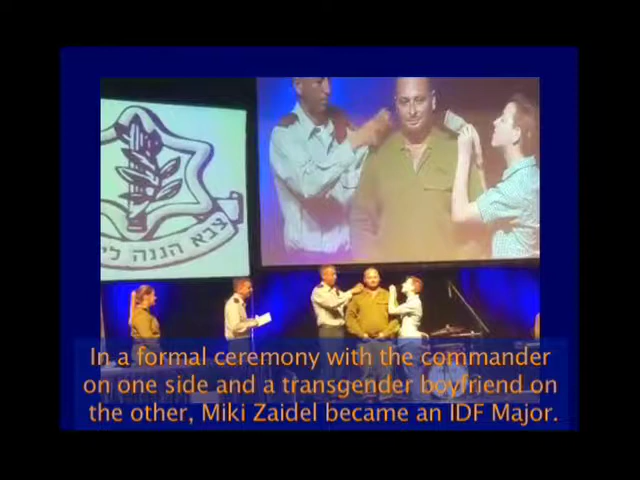 צבא הגנה לי
In a formal ceremony with the commander
on one side and a transgender boyfriend on
the other, Miki Zaidel became an IDF Major.